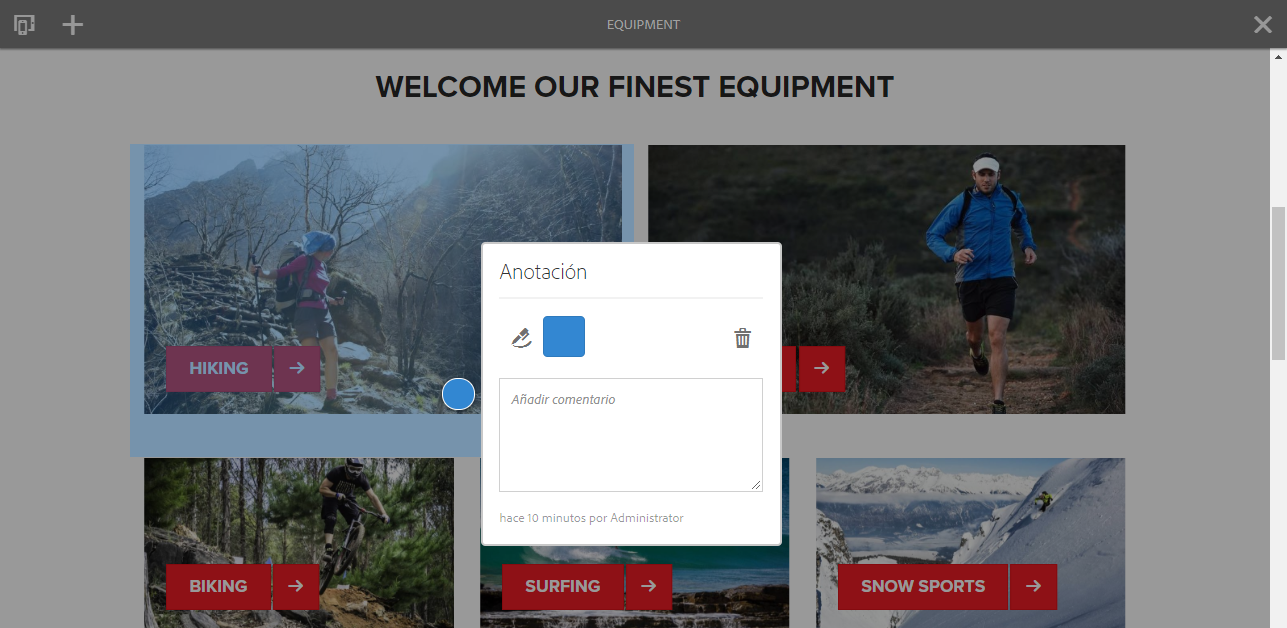 EQUIPMENT
WELCOME OUR FINEST EQUIPMENT
Anotación
HIKING
Añadir comentario
hace 10 minutos por Administrator
BIKING
SURFING
SNOW SPORTS